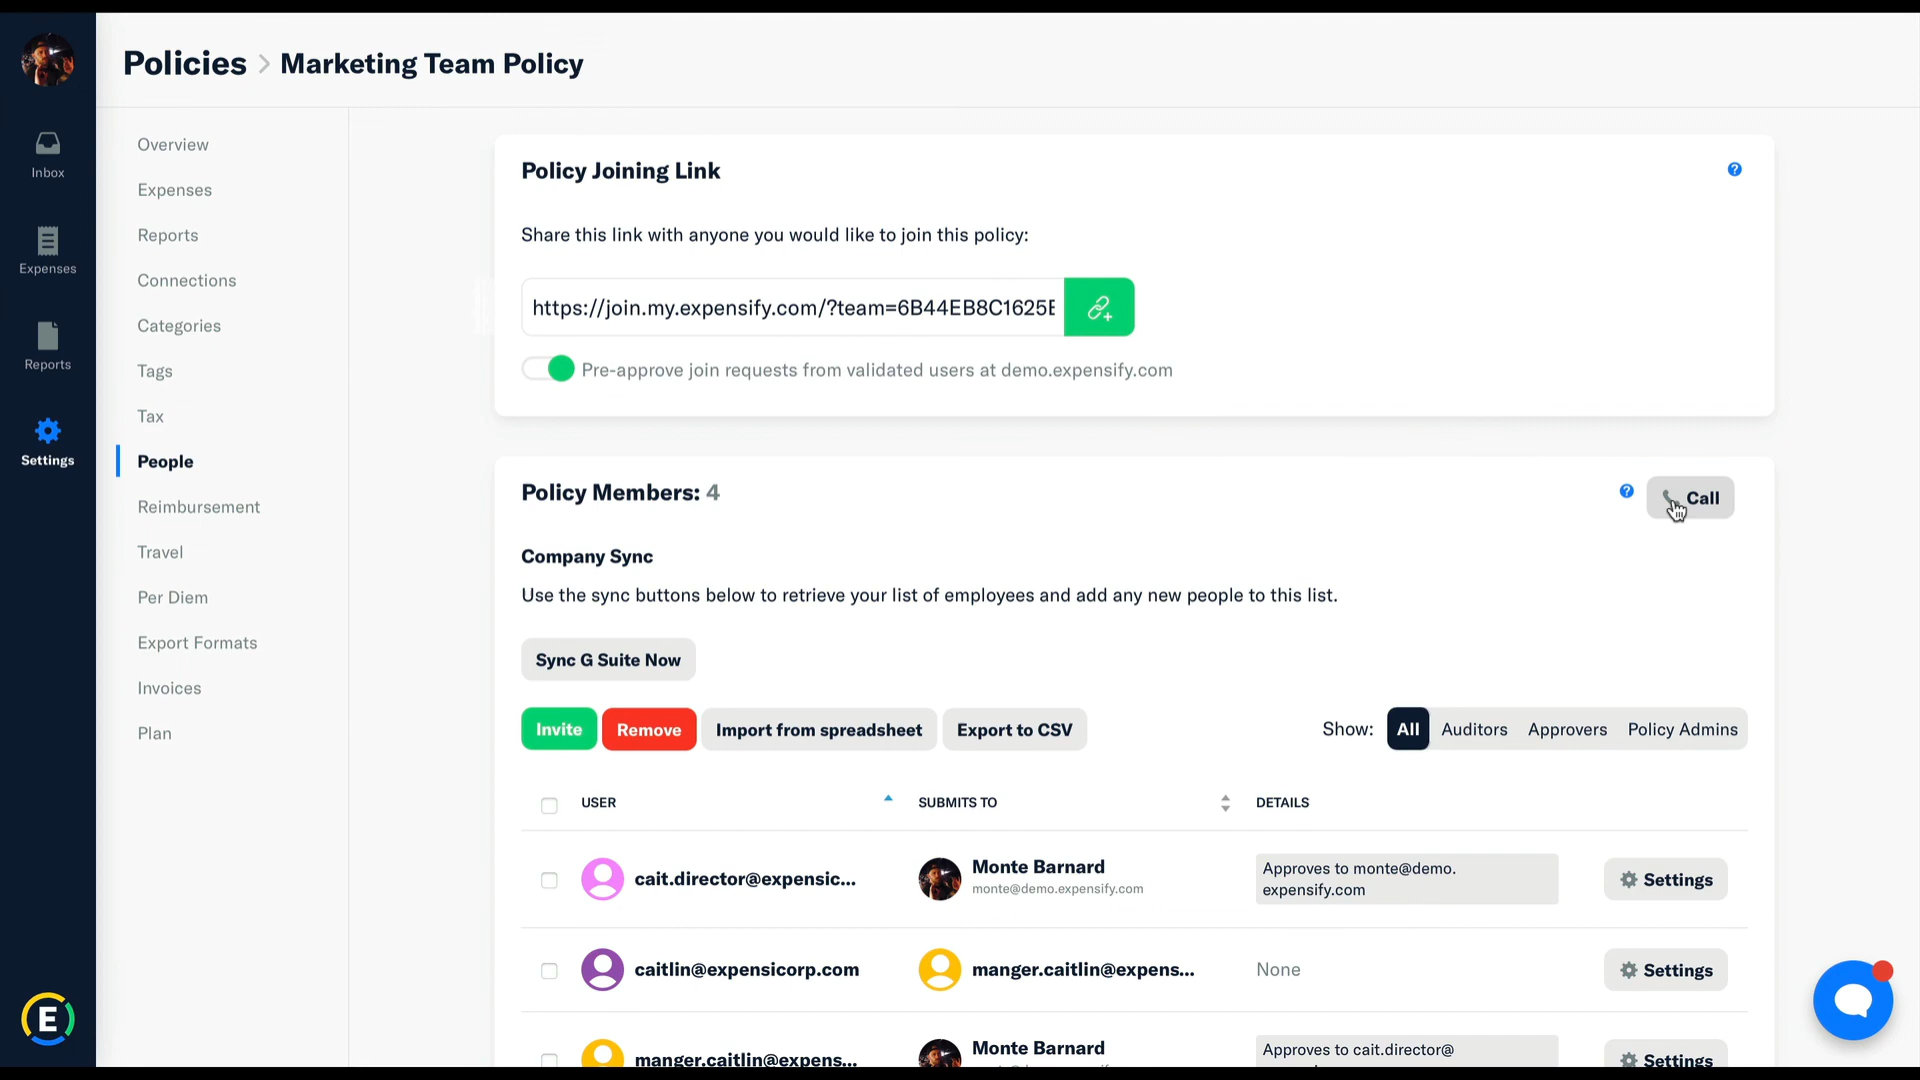 Policies > Marketing Team Policy
Inbox
Expenses
Reports
Settings
E
Overview
Expenses
Reports
Connections
Categories
Tags
Tax
People
Reimbursement
Travel
Per Diem
Export Formats
Invoices
Plan
Policy Joining Link
?
Share this link with anyone you would like to join this policy:
https://join.my.expensify.com/?team=6B44EB8C1625E
Pre-approve join requests from validated users at demo.expensify.com
Policy Members: 4
?
Call
Company Sync
Use the sync buttons below to retrieve your list of employees and add any new people to this list.
Sync G Suite Now
Invite Remove Import from spreadsheet Export to CSV
Show: All Auditors Approvers Policy Admins
USER SUBMITS TO DETAILS
cait.director@expensic...
Monte Barnard
monte@demo.expensify.com
Approves to monte@demo.
expensify.com
Settings
caitlin@expensicorp.com
manger.caitlin@expens...
None
Settings
manger.caitlin@expens...
Monte Barnard
Approves to cait.director@
Settings